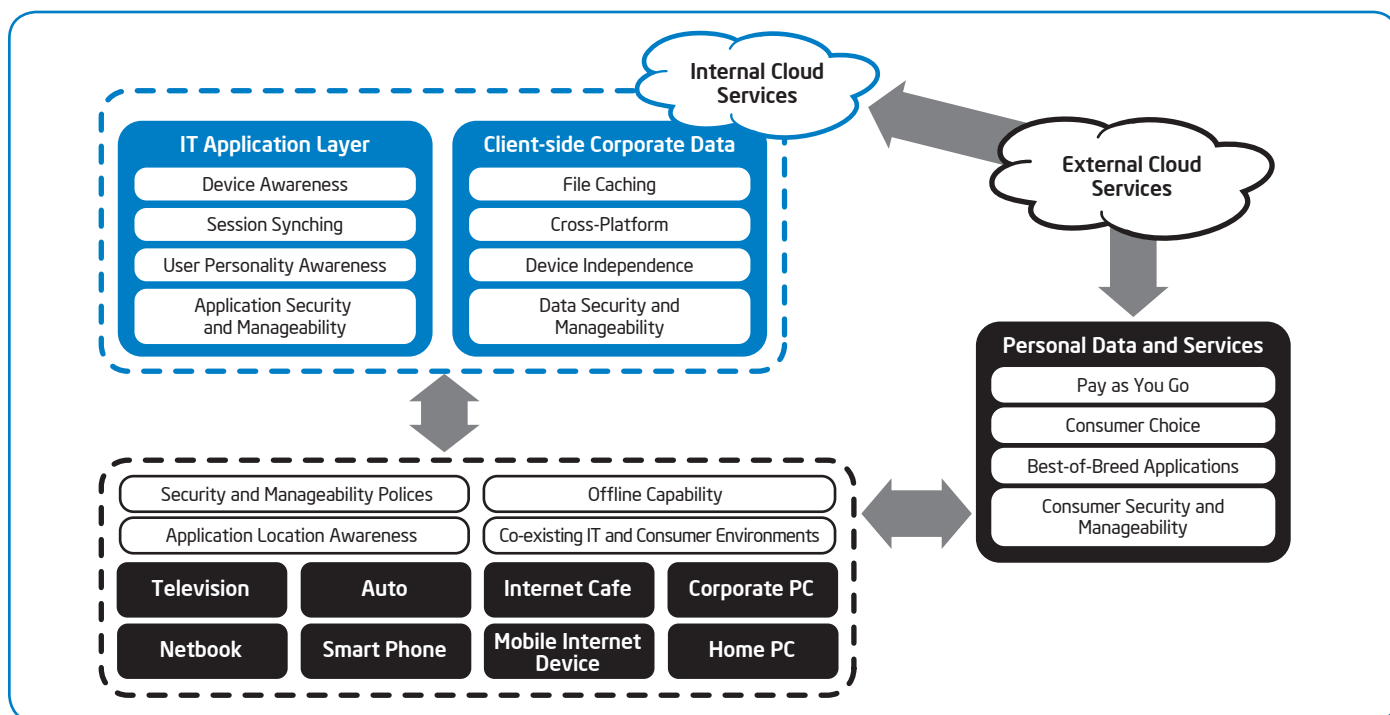 Internal Cloud
Services
External Cloud
Services
IT Application Layer
Device Awareness
Session Synching
User Personality Awareness
Application Security
and Manageability
Client-side Corporate Data
File Caching
Cross-Platform
Device Independence
Data Security and
Manageability
Personal Data and Services
Pay as You Go
Consumer Choice
Best-of-Breed Applications
Consumer Security and
Manageability
Security and Manageability Polices
Offline Capability
Application Location Awareness
Co-existing IT and Consumer Environments
Television
Auto
Internet Cafe
Corporate PC
Netbook
Smart Phone
Mobile Internet
Device
Home PC